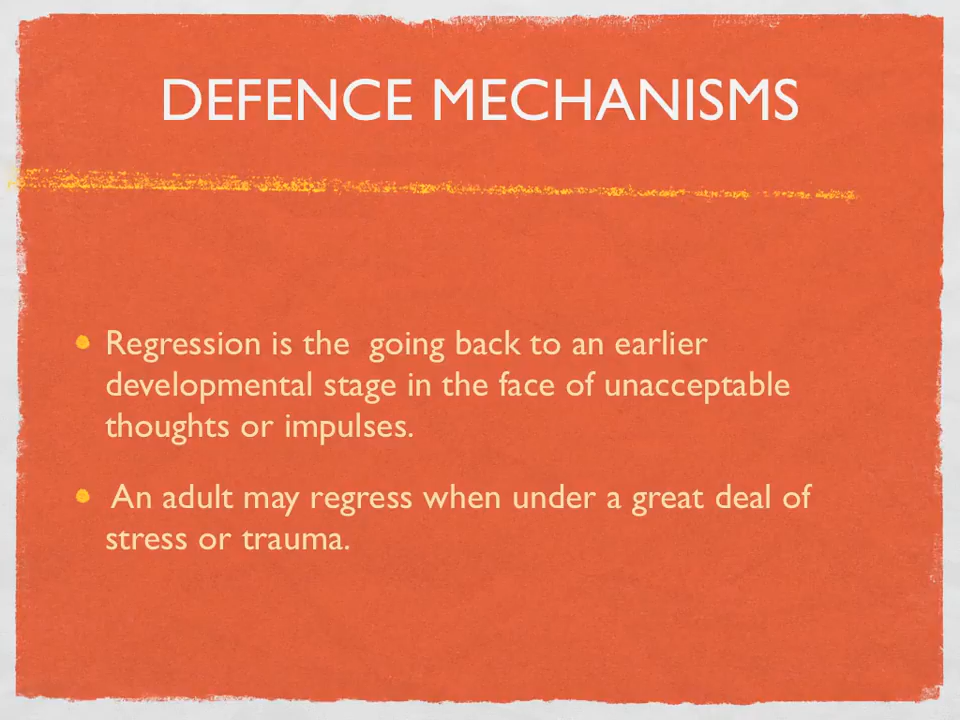 DEFENCE MECHANISMS
Regression is the  going back to an earlier
developmental stage in the face of unacceptable
thoughts or impulses.
An adult may regress when under a great deal of
stress or trauma.